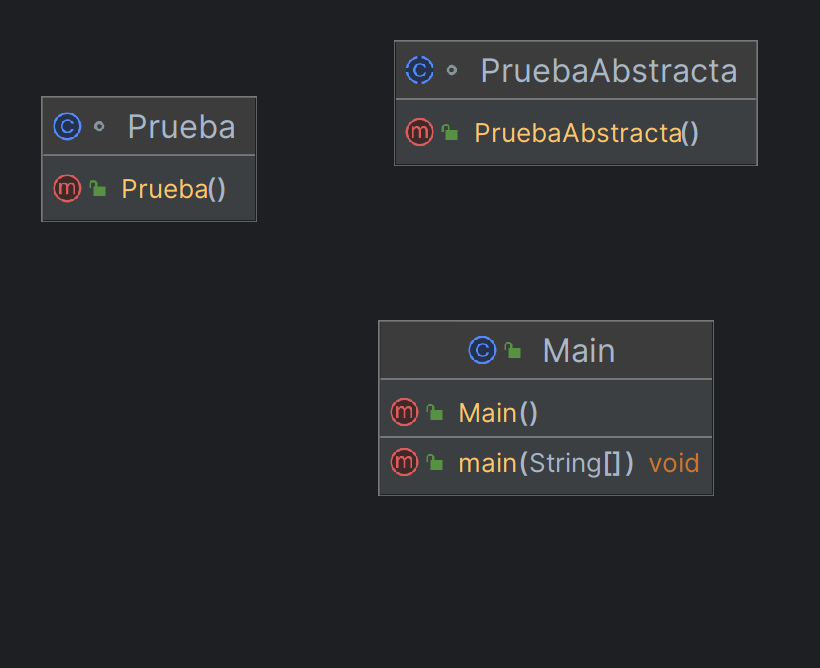 PruebaAbstracta
PruebaAbstracta()
Prueba
Prueba()
Main
Main()
main(String[]) void